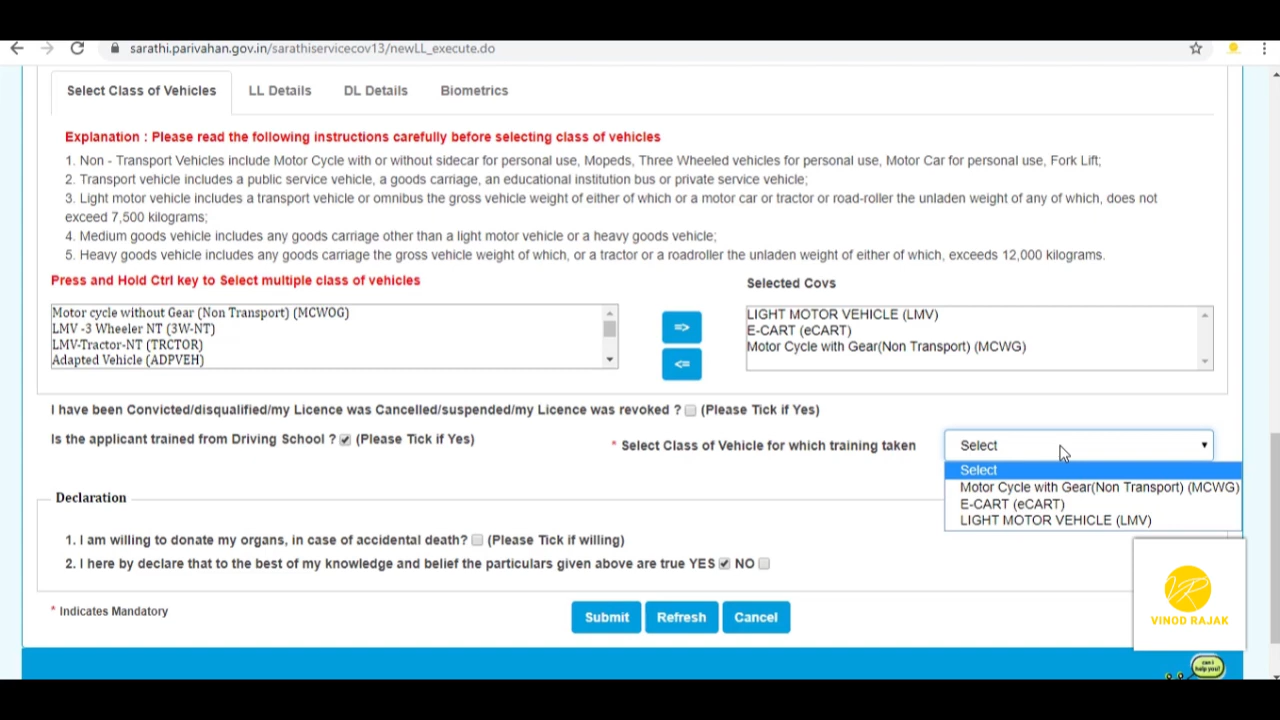 sarathi.parivahan.gov.in/sarathiservicecov13/newLL_execute.do
Select Class of Vehicles LL Details DL Details Biometrics
Explanation : Please read the following instructions carefully before selecting class of vehicles
1. Non - Transport Vehicles include Motor Cycle with or without sidecar for personal use, Mopeds, Three Wheeled vehicles for personal use, Motor Car for personal use, Fork Lift;
2. Transport vehicle includes a public service vehicle, a goods carriage, an educational institution bus or private service vehicle;
3. Light motor vehicle includes a transport vehicle or omnibus the gross vehicle weight of either of which or a motor car or tractor or road-roller the unladen weight of any of which, does not
exceed 7,500 kilograms;
4. Medium goods vehicle includes any goods carriage other than a light motor vehicle or a heavy goods vehicle;
5. Heavy goods vehicle includes any goods carriage the gross vehicle weight of which, or a tractor or a roadroller the unladen weight of either of which, exceeds 12,000 kilograms.
Press and Hold Ctrl key to Select multiple class of vehicles
Selected Covs
Motor cycle without Gear (Non Transport) (MCWOG)
LMV -3 Wheeler NT (3W-NT)
LMV-Tractor-NT (TRCTOR)
Adapted Vehicle (ADPVEH)
=>
<=
LIGHT MOTOR VEHICLE (LMV)
E-CART (eCART)
Motor Cycle with Gear(Non Transport) (MCWG)
I have been Convicted/disqualified/my Licence was Cancelled/suspended/my Licence was revoked ? (Please Tick if Yes)
Is the applicant trained from Driving School ? (Please Tick if Yes)
* Select Class of Vehicle for which training taken
Select
Select
Motor Cycle with Gear(Non Transport) (MCWG)
E-CART (eCART)
LIGHT MOTOR VEHICLE (LMV)
Declaration
1. I am willing to donate my organs, in case of accidental death? (Please Tick if willing)
2. I here by declare that to the best of my knowledge and belief the particulars given above are true YES NO
* Indicates Mandatory
Submit Refresh Cancel
VR
VINOD RAJAK
can i
help you?